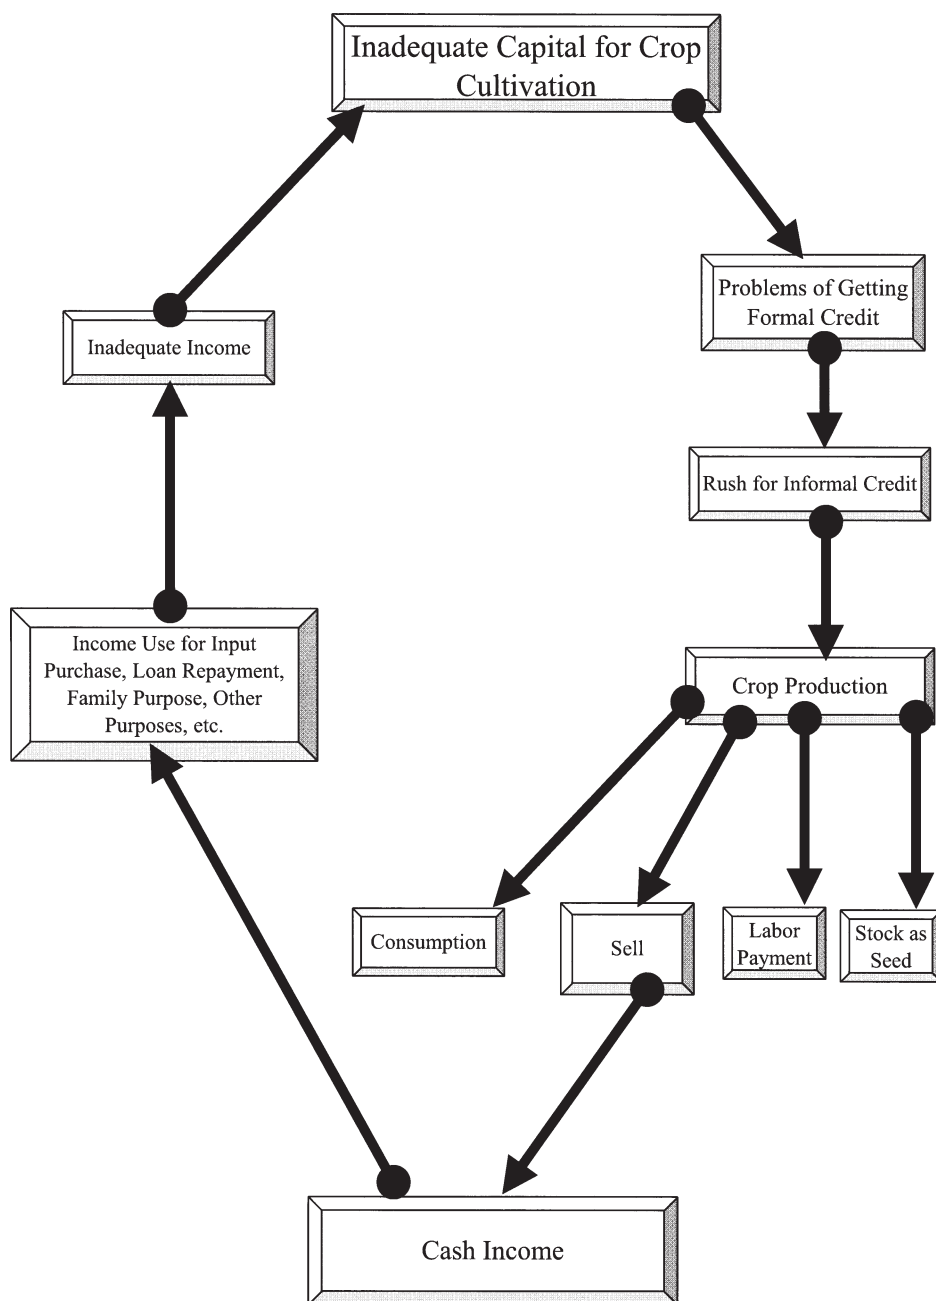 Inadequate Capital for Crop
Cultivation
Problems of Getting
Formal Credit
Inadequate Income
Rush for Informal Credit
Income Use for Input
Purchase, Loan Repayment,
Family Purpose, Other
Purposes, etc.
Crop Production
Consumption
Sell
Labor
Payment
Stock as
Seed
Cash Income